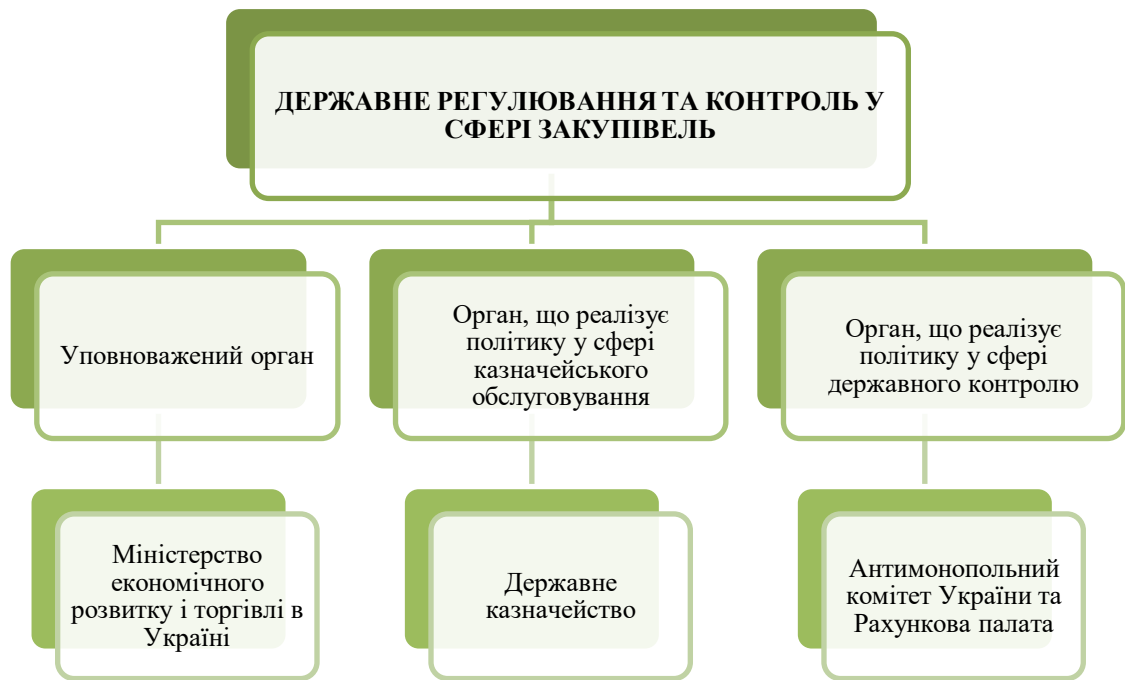 ДЕРЖАВНЕ РЕГУЛЮВАННЯ ТА КОНТРОЛЬ У
СФЕРІ ЗАКУПІВЕЛЬ
Уповноважений орган
Орган, що реалізує
політику у сфері
казначейського
обслуговування
Орган, що реалізує
політику у сфері
державного контролю
Міністерство
економічного
розвитку і торгівлі в
Україні
Державне
казначейство
Антимонопольний
комітет України та
Рахункова палата